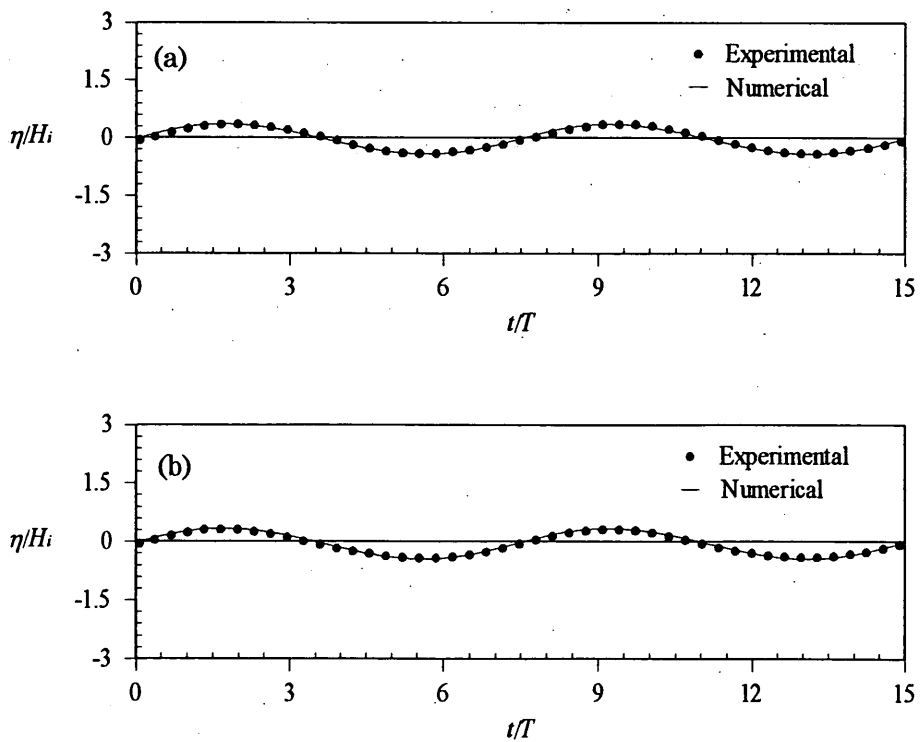 3
(a)
● Experimental
— Numerical
1.5
η/Hi
0
-1.5
-3
0 3 6 9 12 15
t/T
3
(b)
● Experimental
— Numerical
1.5
η/Hi
0
-1.5
-3
0 3 6 9 12 15
t/T